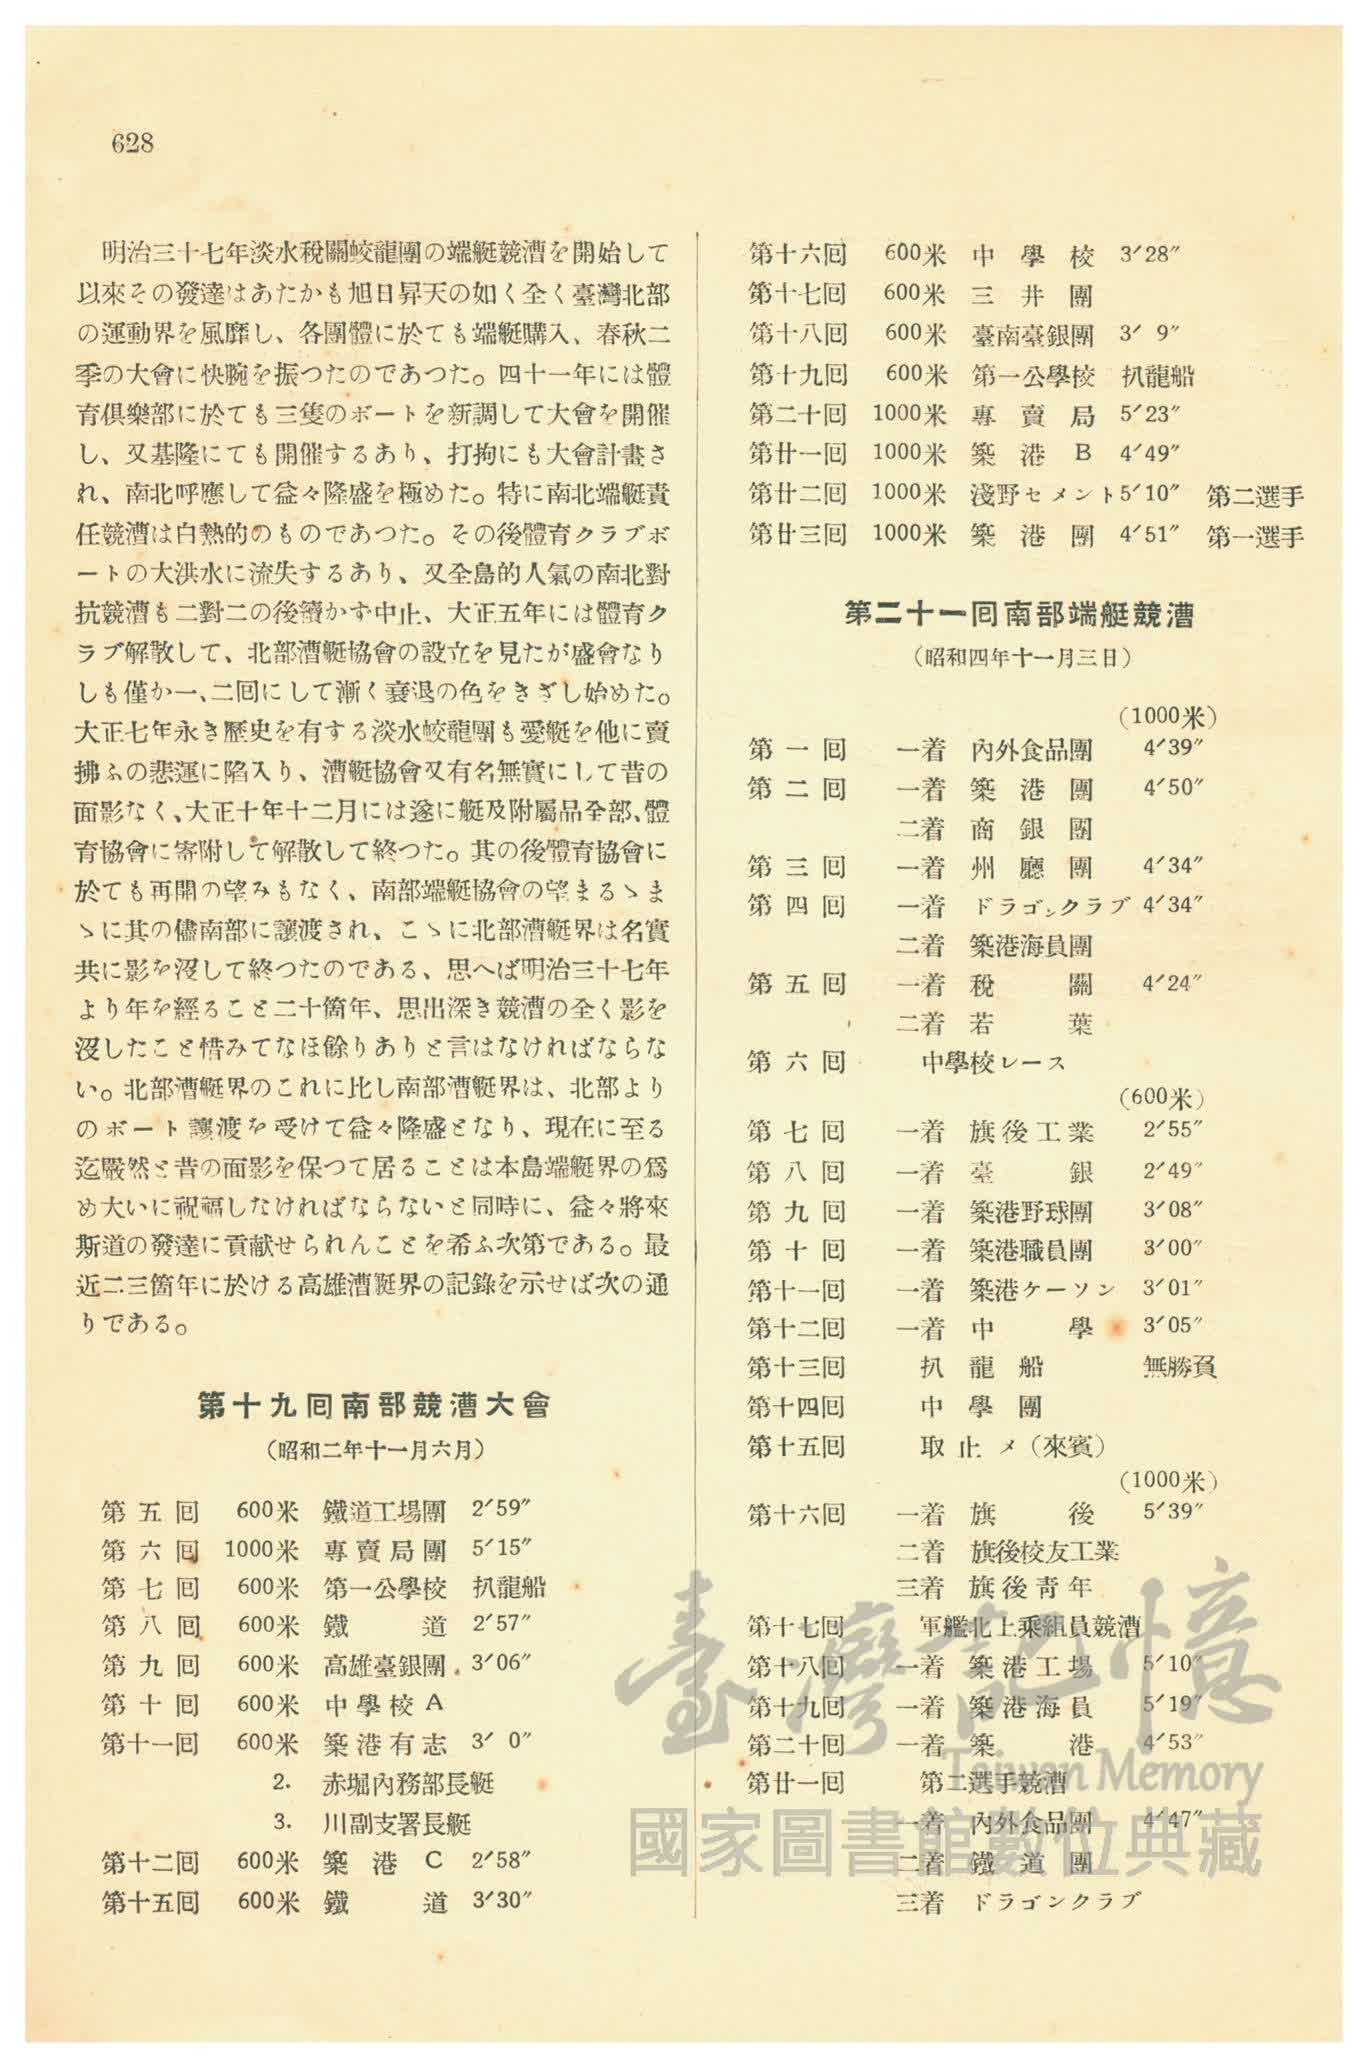 628
明治三十七年淡水稅關蛟龍團の端艇競漕を開始して
以來その發達はあたかも旭日昇天の如く全く臺灣北部
の運動界を風靡し、各團體に於ても端艇購入、春秋二
季の大會に快腕を振つたのであつた。四十一年には體
育俱樂部に於ても三隻のボートを新調して大會を開催
し、又基隆にても開催するあり、打拘にも大會計畫さ
れ、南北呼應して益々隆盛を極めた。特に南北端艇責
任競漕は白熱的のものであつた。その後體育クラブボ
ートの大洪水に流失するあり、又全島的人氣の南北對
抗競漕も二對二の後續かず中止、大正五年には體育ク
ラブ解散して、北部漕艇協會の設立を見たが盛會なり
しも僅か一、二回にして漸く衰退の色をきざし始めた。
大正七年永き歷史を有する淡水蛟龍團も愛艇を他に賣
拂ふの悲運に陷入り、漕艇協會又有名無實にして昔の
面影なく、大正十年十二月には遂に艇及附屬品全部、體
育協會に寄附して解散して終つた。其の後體育協會に
於ても再開の望みもなく、南部端艇協會の望まるゝま
ゝに其の儘南部に讓渡され、こゝに北部漕艇界は名實
共に影を沒して終つたのである、思へば明治三十七年
より年を經ること二十箇年、思出深き競漕の全く影を
沒したこと惜みてなほ餘りありと言はなければならな
い。北部漕艇界のこれに比し南部漕艇界は、北部より
のボート讓渡を受けて益々隆盛となり、現在に至る
迄嚴然と昔の面影を保つて居ることは本島端艇界の爲
め大いに祝福しなければならないと同時に、益々將來
斯道の發達に貢献せられんことを希ふ次第である。最
近二三箇年に於ける高雄漕艇界の記錄を示せば次の通
りである。
第十九回南部競漕大會
（昭和二年十一月六月）
第五回 600米 鐵道工場團 2′59″
第六回 1000米 專賣局團 5′15″
第七回 600米 第一公學校 扒龍船
第八回 600米 鐵道 2′57″
第九回 600米 高雄臺銀團 3′06″
第十回 600米 中學校A
第十一回 600米 築港有志 3′ 0″
2. 赤堀內務部長艇
3. 川副支署長艇
第十二回 600米 築港C 2′58″
第十五回 600米 鐵道 3′30″
第十六回 600米 中學校 3′28″
第十七回 600米 三井團
第十八回 600米 臺南臺銀團 3′ 9″
第十九回 600米 第一公學校 扒龍船
第二十回 1000米 專賣局 5′23″
第廿一回 1000米 築港B 4′49″
第廿二回 1000米 淺野セメント 5′10″ 第二選手
第廿三回 1000米 築港團 4′51″ 第一選手
第二十一回南部端艇競漕
（昭和四年十一月三日）
（1000米）
第一回 一着 內外食品團 4′39″
第二回 一着 築港團 4′50″
二着 商銀團
第三回 一着 州廳團 4′34″
第四回 一着 ドラゴンクラブ 4′34″
二着 築港海員團
第五回 一着 稅關 4′24″
二着 若葉
第六回 中學校レース
（600米）
第七回 一着 旗後工業 2′55″
第八回 一着 臺銀 2′49″
第九回 一着 築港野球團 3′08″
第十回 一着 築港職員團 3′00″
第十一回 一着 築港ケーソン 3′01″
第十二回 一着 中學 3′05″
第十三回 扒龍船 無勝負
第十四回 中學團
第十五回 取止メ（來賓）
（1000米）
第十六回 一着 旗後 5′39″
二着 旗後校友工業
三着 旗後青年
第十七回 軍艦北上乘組員競漕
第十八回 一着 築港工場 5′10″
第十九回 一着 築港海員 5′19″
第二十回 一着 築港 4′53″
第廿一回 第二選手競漕
一着 內外食品團 4′47″
二着 鐵道團
三着 ドラゴンクラブ
臺灣記憶
Taiwan Memory
國家圖書館數位典藏